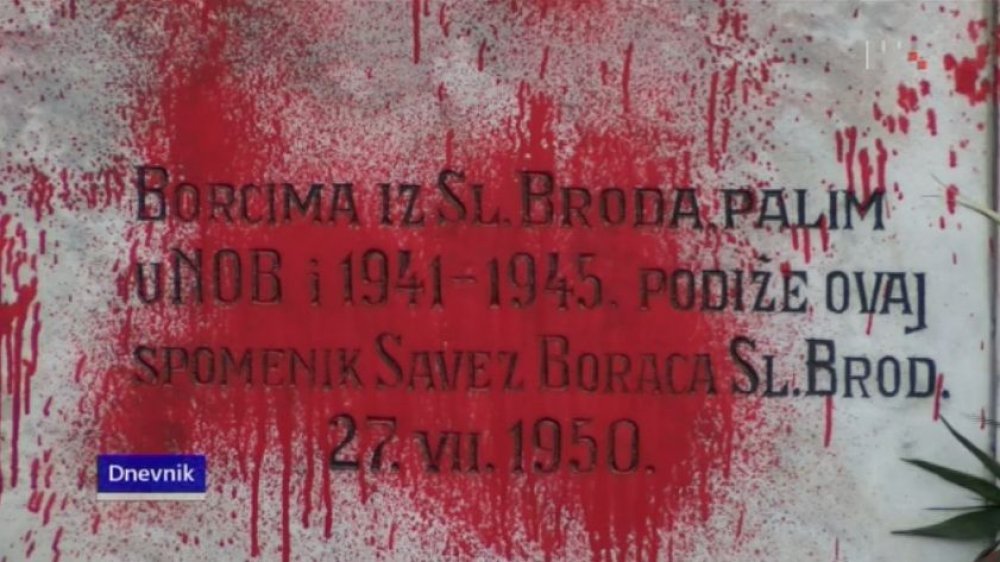 BORCIMA IZ SL. BRODA, PALIM
U NOB i 1941-1945. PODIŽE OVAJ
SPOMENIK SAVEZ BORACA SL. BROD.
27. VII. 1950.
Dnevnik